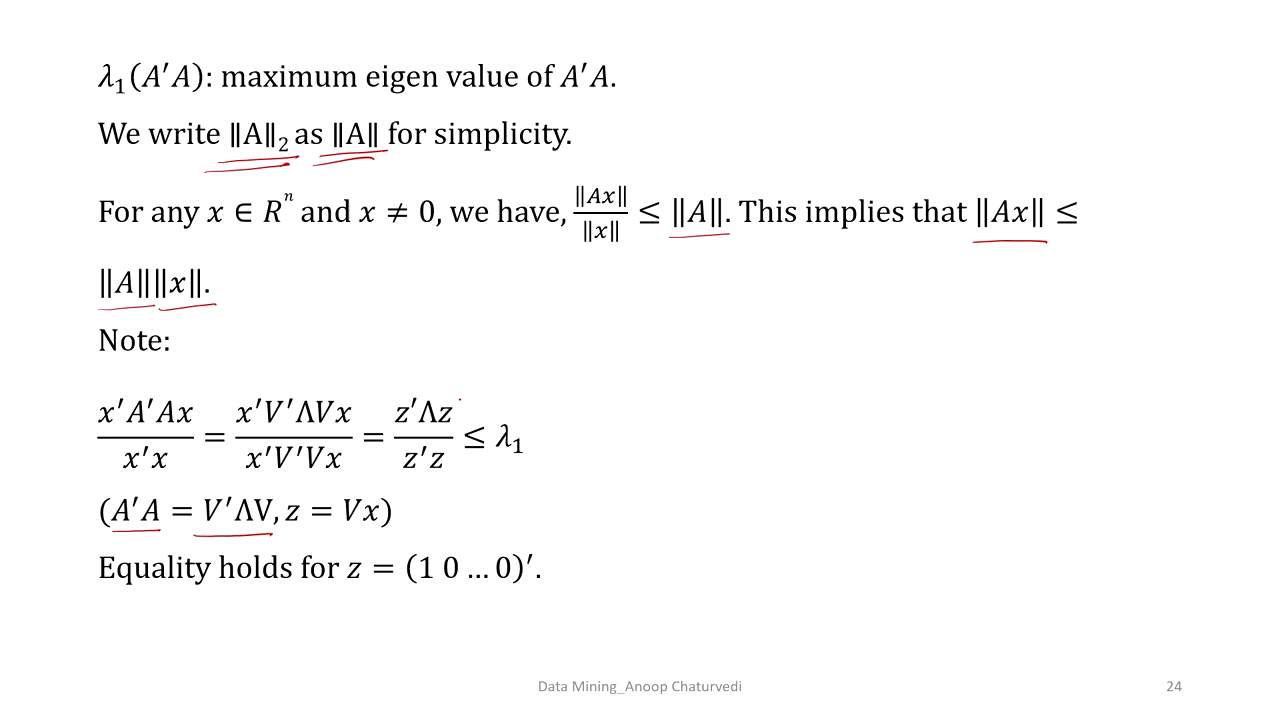 λ₁(A′A): maximum eigen value of A′A.
We write ‖A‖₂ as ‖A‖ for simplicity.
For any x ∈ Rⁿ and x ≠ 0, we have, ‖Ax‖/‖x‖ ≤ ‖A‖. This implies that ‖Ax‖ ≤
‖A‖‖x‖.
Note:
x′A′Ax/x′x = x′V′ΛVx/x′V′Vx = z′Λz/z′z ≤ λ₁
(A′A = V′ΛV, z = Vx)
Equality holds for z = (1 0 … 0)′.
Data Mining_Anoop Chaturvedi 24